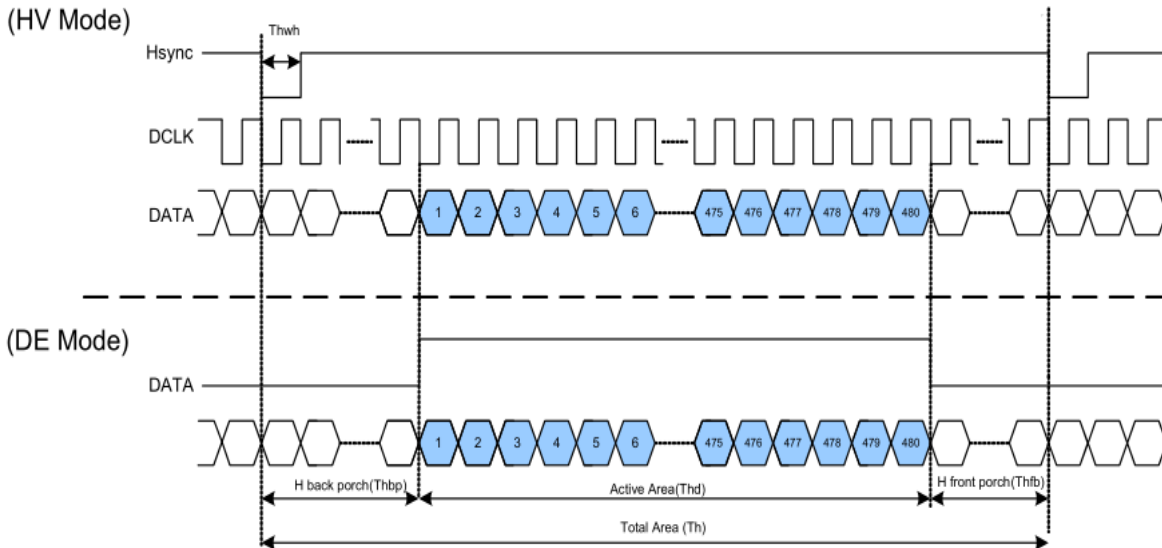 (HV Mode)
Thwh
Hsync
DCLK
DATA
1 2 3 4 5 6 475 476 477 478 479 480
(DE Mode)
DATA
1 2 3 4 5 6 475 476 477 478 479 480
H back porch(Thbp) Active Area(Thd) H front porch(Thfb)
Total Area (Th)